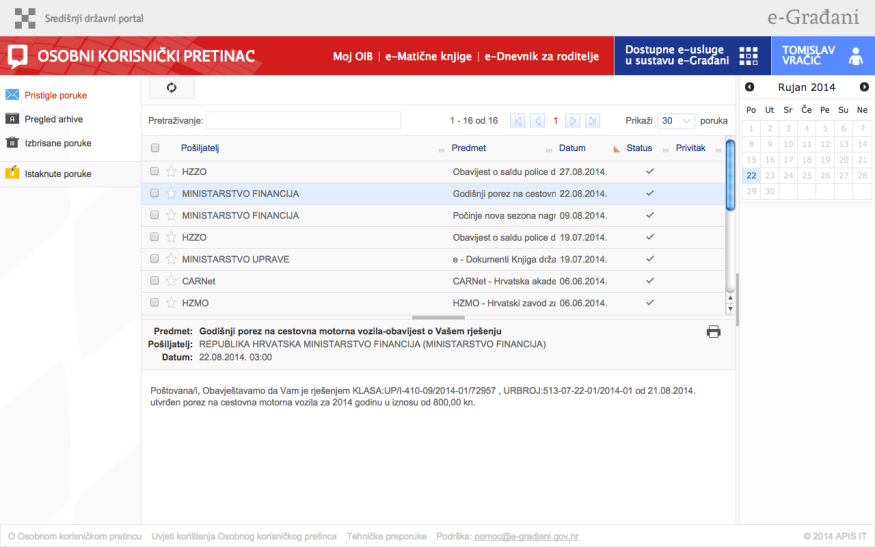 Središnji državni portal
e-Građani
OSOBNI KORISNIČKI PRETINAC
Moj OIB | e-Matične knjige | e-Dnevnik za roditelje
Dostupne e-usluge
u sustavu e-Građani
TOMISLAV
VRAČIĆ
Pristigle poruke
Pregled arhive
Izbrisane poruke
Istaknute poruke
Pretraživanje:
1 - 16 od 16
1
Prikaži 30 poruka
Pošiljatelj Predmet Datum Status Privitak
HZZO Obavijest o saldu police d 27.08.2014.
MINISTARSTVO FINANCIJA Godišnji porez na cestovn 22.08.2014.
MINISTARSTVO FINANCIJA Počinje nova sezona nagr 09.08.2014.
HZZO Obavijest o saldu police d 19.07.2014.
MINISTARSTVO UPRAVE e - Dokumenti Knjiga drža 19.07.2014.
CARNet CARNet - Hrvatska akade 06.06.2014.
HZMO HZMO - Hrvatski zavod za 06.06.2014.
Predmet: Godišnji porez na cestovna motorna vozila-obavijest o Vašem rješenju
Pošiljatelj: REPUBLIKA HRVATSKA MINISTARSTVO FINANCIJA (MINISTARSTVO FINANCIJA)
Datum: 22.08.2014. 03:00
Poštovana/i, Obavještavamo da Vam je rješenjem KLASA:UP/I-410-09/2014-01/72957 , URBROJ:513-07-22-01/2014-01 od 21.08.2014.
utvrđen porez na cestovna motorna vozila za 2014 godinu u iznosu od 800,00 kn.
Rujan 2014
Po Ut Sr Če Pe Su Ne
1 2 3 4 5 6 7
8 9 10 11 12 13 14
15 16 17 18 19 20 21
22 23 24 25 26 27 28
29 30
O Osobnom korisničkom pretincu Uvjeti korištenja Osobnog korisničkog pretinca Tehničke preporuke Podrška: pomoc@e-gradjani.gov.hr
© 2014 APIS IT